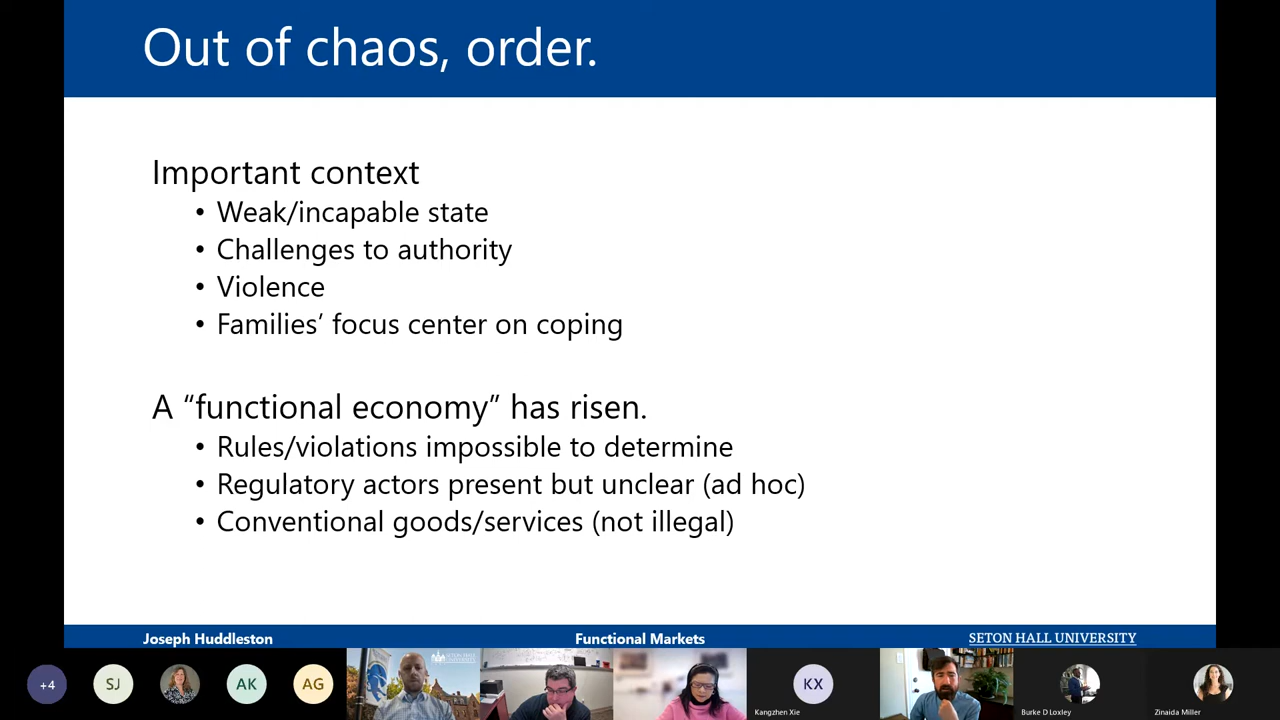 Out of chaos, order.
Important context
• Weak/incapable state
• Challenges to authority
• Violence
• Families’ focus center on coping
A “functional economy” has risen.
• Rules/violations impossible to determine
• Regulatory actors present but unclear (ad hoc)
• Conventional goods/services (not illegal)
Joseph Huddleston
Functional Markets
SETON HALL UNIVERSITY
+4
SJ
AK
AG
KX
Kangzhen Xie
Burke D Loxley
Zinaida Miller